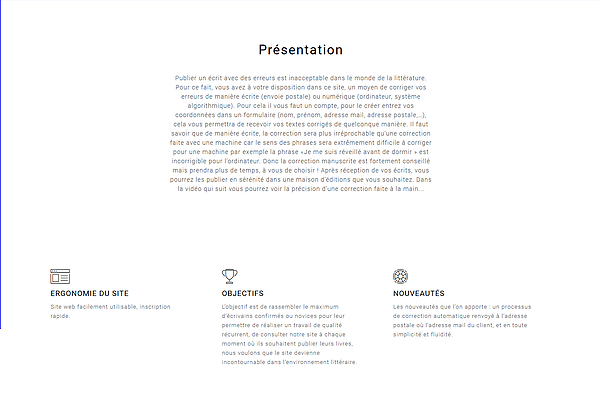 Présentation
Publier un écrit avec des erreurs est inacceptable dans le monde de la littérature.
Pour ce fait, vous avez à votre disposition dans ce site, un moyen de corriger vos
erreurs de manière écrite (envoie postale) ou numérique (ordinateur, système
algorithmique). Pour cela il vous faut un compte, pour le créer entrez vos
coordonnées dans un formulaire (nom, prénom, adresse mail, adresse postale,..),
cela vous permettra de recevoir vos textes corrigés de quelconque manière. Il faut
savoir que de manière écrite, la correction sera plus irréprochable qu'une correction
faite avec une machine car le sens des phrases sera extrêmement difficile à corriger
pour une machine par exemple la phrase «Je me suis réveillé avant de dormir » est
incorrigible pour l'ordinateur. Donc la correction manuscrite est fortement conseillé
mais prendra plus de temps, à vous de choisir ! Après réception de vos écrits, vous
pourrez les publier en sérénité dans une maison d'éditions que vous souhaitez. Dans
la vidéo qui suit vous pourrez voir la précision d'une correction faite à la main...
ERGONOMIE DU SITE
Site web facilement utilisable, inscription
rapide.
OBJECTIFS
L'objectif est de rassembler le maximum
d'écrivains confirmés ou novices pour leur
permettre de réaliser un travail de qualité
récurrent, de consulter notre site à chaque
moment où ils souhaitent publier leurs livres,
nous voulons que le site devienne
incontournable dans l'environnement littéraire.
NOUVEAUTÉS
Les nouveautés que l'on apporte : un processus
de correction automatique renvoyé à l'adresse
postale où l'adresse mail du client, et en toute
simplicité et fluidité.